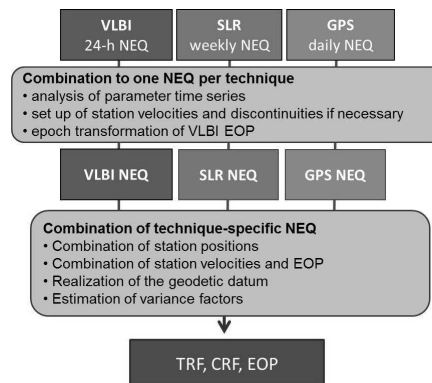 VLBI
24-h NEQ
SLR
weekly NEQ
GPS
daily NEQ
Combination to one NEQ per technique
• analysis of parameter time series
• set up of station velocities and discontinuities if necessary
• epoch transformation of VLBI EOP
VLBI NEQ
SLR NEQ
GPS NEQ
Combination of technique-specific NEQ
• Combination of station positions
• Combination of station velocities and EOP
• Realization of the geodetic datum
• Estimation of variance factors
TRF, CRF, EOP